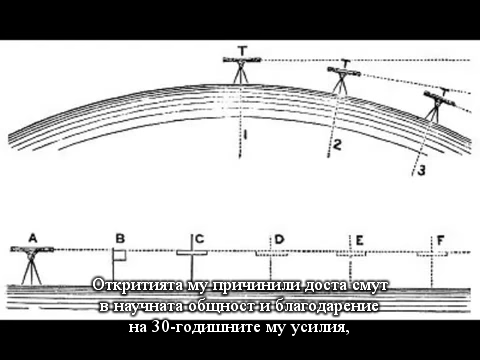 T
T
T
1
2
3
A B C D E F
Откритията му причинили доста смут
в научната общност и благодарение
на 30-годишните му усилия,